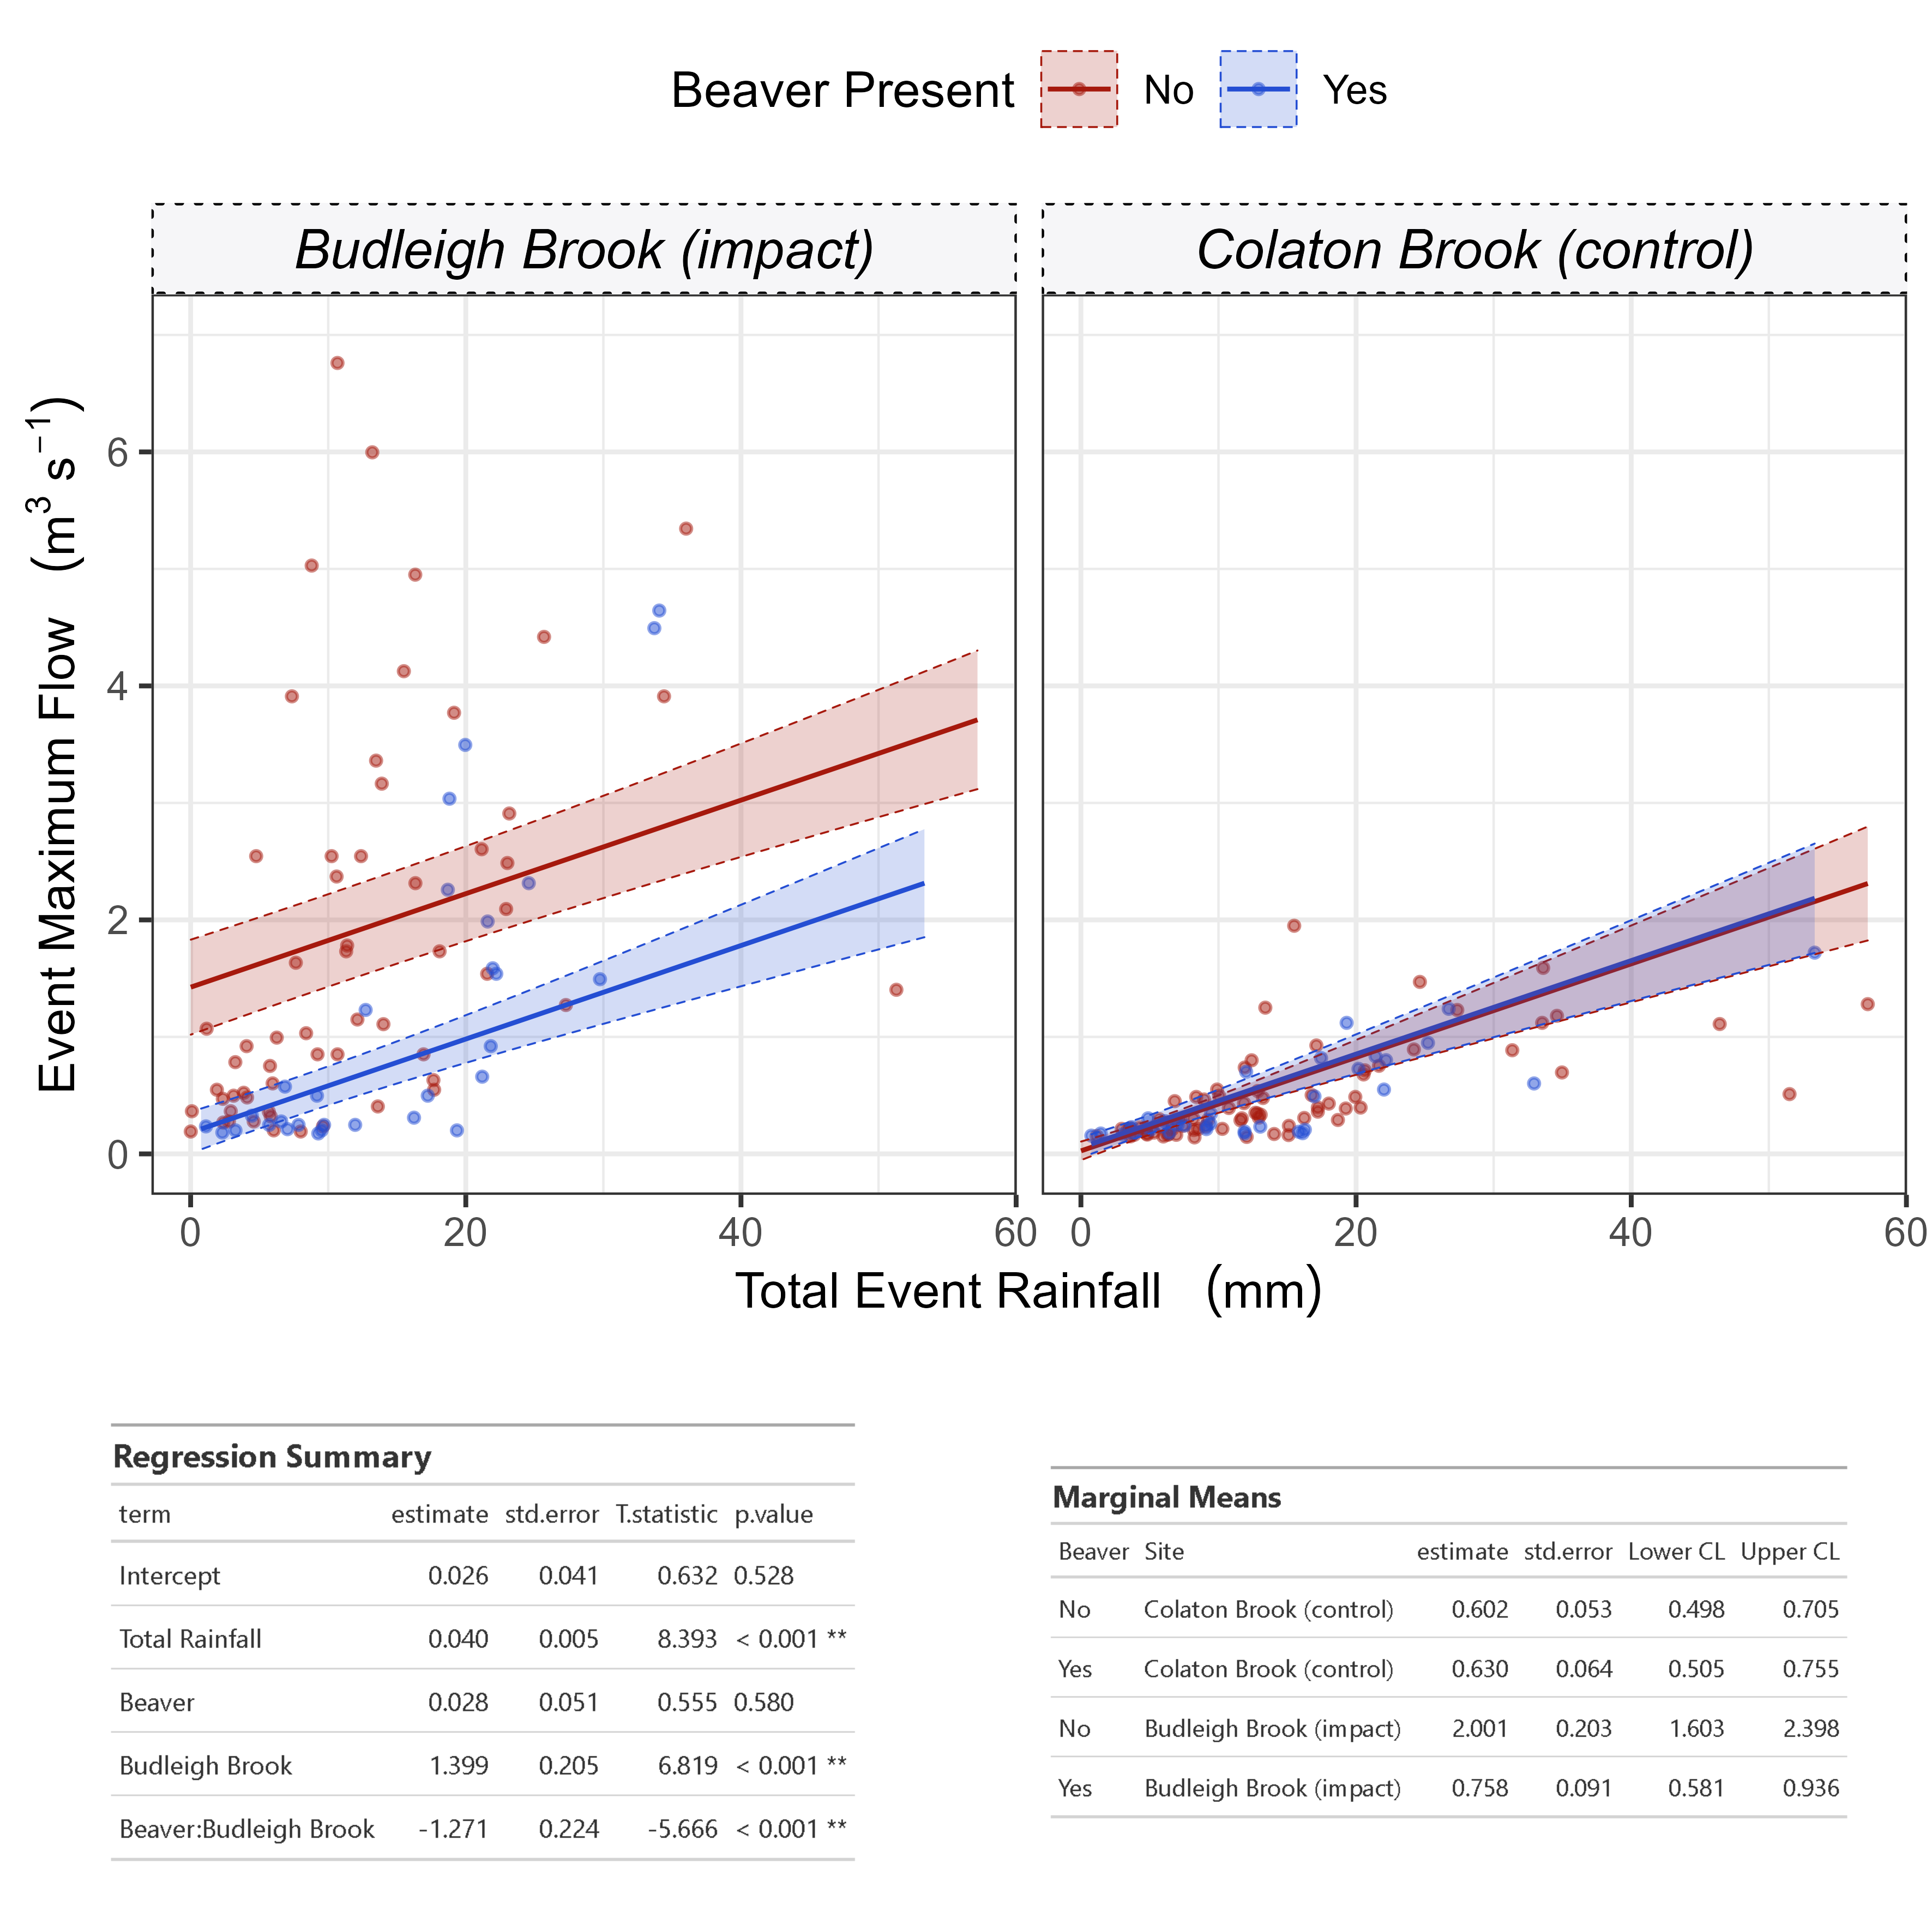 Beaver Present No Yes
Budleigh Brook (impact) Colaton Brook (control)
Event Maximum Flow (m³ s⁻¹)
6
4
2
0
0 20 40 60 0 20 40 60
Total Event Rainfall (mm)
Regression Summary
term estimate std.error T.statistic p.value
Intercept 0.026 0.041 0.632 0.528
Total Rainfall 0.040 0.005 8.393 < 0.001 **
Beaver 0.028 0.051 0.555 0.580
Budleigh Brook 1.399 0.205 6.819 < 0.001 **
Beaver:Budleigh Brook -1.271 0.224 -5.666 < 0.001 **
Marginal Means
Beaver Site estimate std.error Lower CL Upper CL
No Colaton Brook (control) 0.602 0.053 0.498 0.705
Yes Colaton Brook (control) 0.630 0.064 0.505 0.755
No Budleigh Brook (impact) 2.001 0.203 1.603 2.398
Yes Budleigh Brook (impact) 0.758 0.091 0.581 0.936